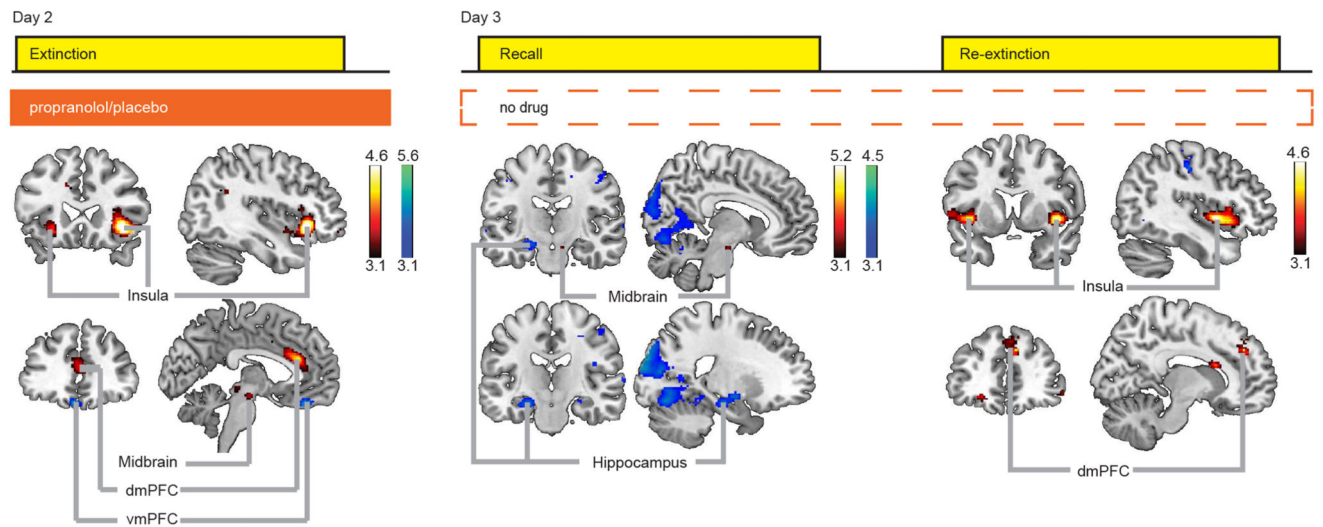 Day 2
Day 3
Extinction
Recall
Re-extinction
propranolol/placebo
no drug
4.6 5.6
3.1 3.1
5.2 4.5
3.1 3.1
4.6
3.1
Insula
Midbrain
Insula
Midbrain
dmPFC
vmPFC
Hippocampus
dmPFC